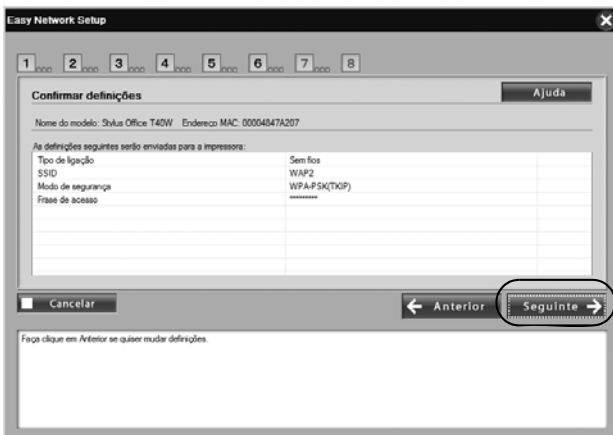 Easy Network Setup
1 2 3 4 5 6 7 8
Confirmar definições
Ajuda
Nome do modelo: Stylus Office T40W Endereço MAC: 00004847A207
As definições seguintes serão enviadas para a impressora:
Tipo de ligação Sem fios
SSID WAP2
Modo de segurança WPA-PSK(TKIP)
Frase de acesso *********
Cancelar
Anterior
Seguinte
Faça clique em Anterior se quiser mudar definições.